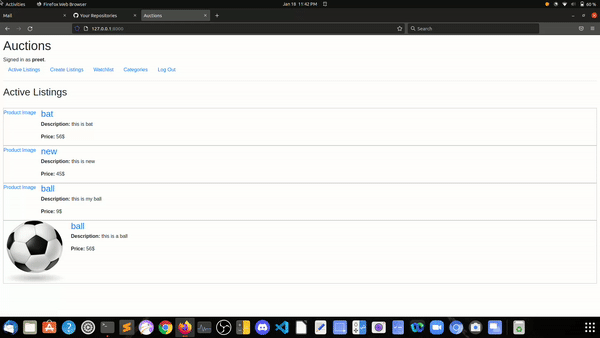 Activities Firefox Web Browser Jan 18 11:42 PM 60 %
Mail Your Repositories Auctions
127.0.0.1:8000 Search
Auctions
Signed in as preet.
Active Listings Create Listings Watchlist Categories Log Out
Active Listings
Product Image bat
Description: this is bat
Price: 56$
Product Image new
Description: this is new
Price: 45$
Product Image ball
Description: this is my ball
Price: 9$
ball
Description: this is a ball
Price: 56$